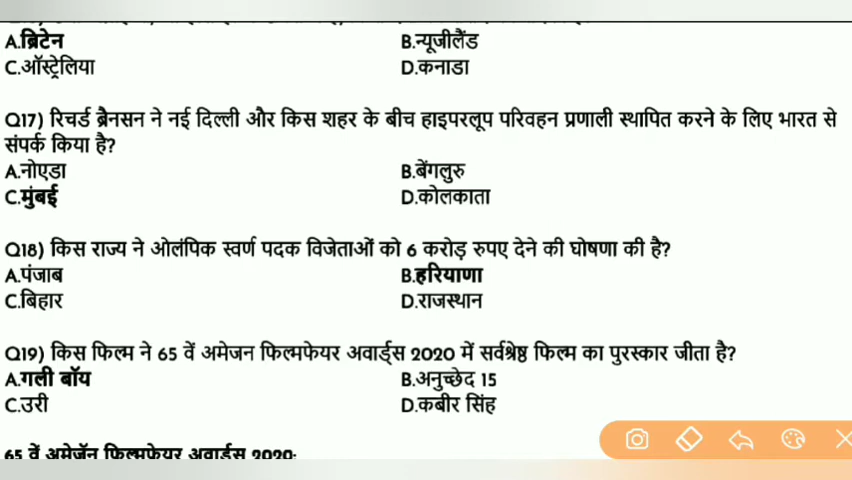 A.ब्रिटेन B.न्यूजीलैंड
C.ऑस्ट्रेलिया D.कनाडा
Q17) रिचर्ड ब्रैनसन ने नई दिल्ली और किस शहर के बीच हाइपरलूप परिवहन प्रणाली स्थापित करने के लिए भारत से
संपर्क किया है?
A.नोएडा B.बेंगलुरु
C.मुंबई D.कोलकाता
Q18) किस राज्य ने ओलंपिक स्वर्ण पदक विजेताओं को 6 करोड़ रुपए देने की घोषणा की है?
A.पंजाब B.हरियाणा
C.बिहार D.राजस्थान
Q19) किस फिल्म ने 65 वें अमेजन फिल्मफेयर अवार्ड्स 2020 में सर्वश्रेष्ठ फिल्म का पुरस्कार जीता है?
A.गली बॉय B.अनुच्छेद 15
C.उरी D.कबीर सिंह
65 वें अमेजॅन फिल्मफेयर अवार्ड्स 2020: